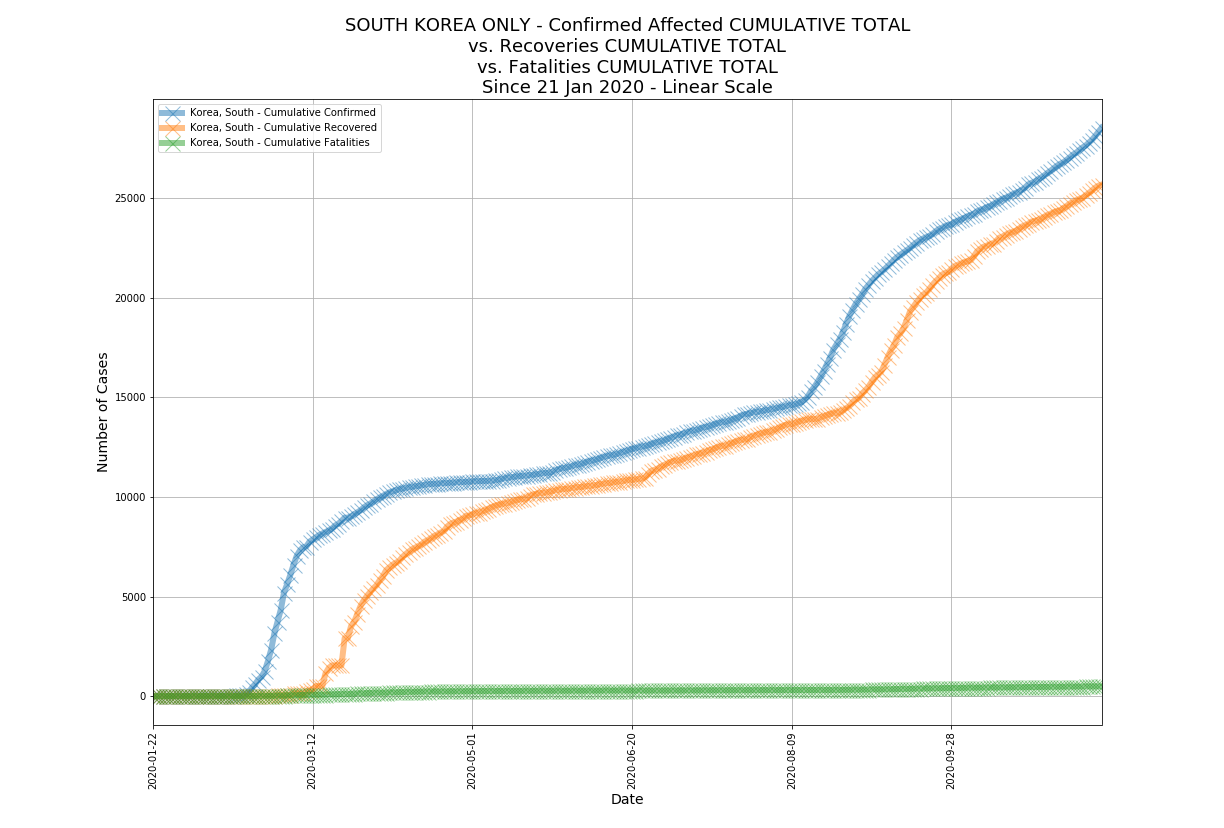 SOUTH KOREA ONLY - Confirmed Affected CUMULATIVE TOTAL
vs. Recoveries CUMULATIVE TOTAL
vs. Fatalities CUMULATIVE TOTAL
Since 21 Jan 2020 - Linear Scale
Korea, South - Cumulative Confirmed
Korea, South - Cumulative Recovered
Korea, South - Cumulative Fatalities
Number of Cases
25000
20000
15000
10000
5000
0
2020-01-22
2020-03-12
2020-05-01
2020-06-20
2020-08-09
2020-09-28
Date